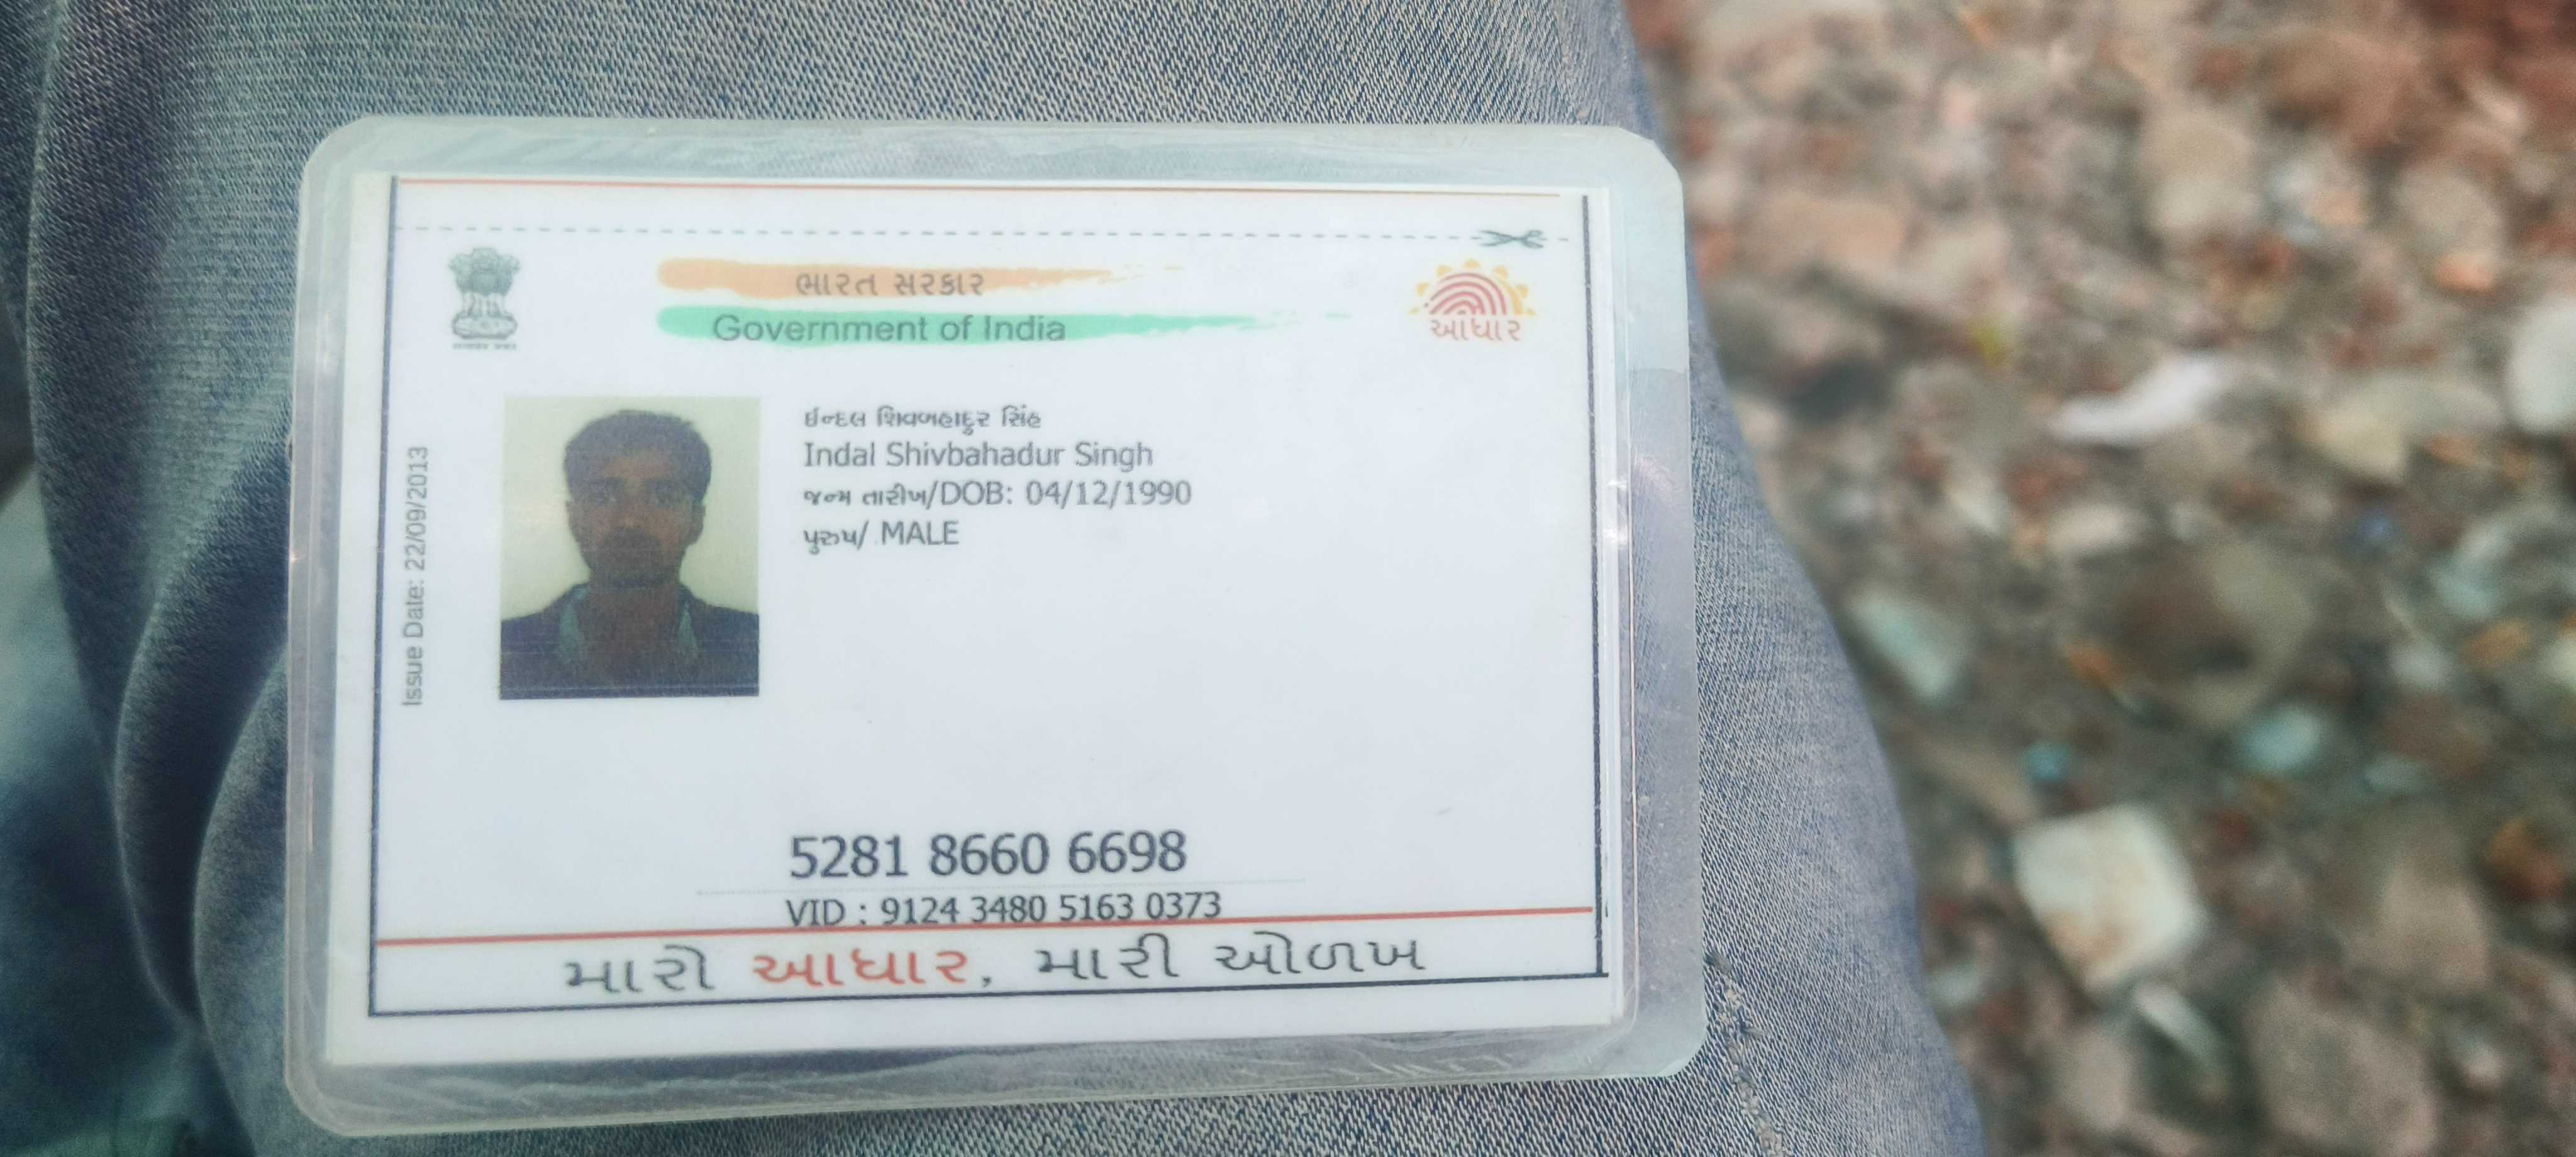 ભારત સરકાર
Government of India
આધાર
Issue Date: 22/09/2013
ઈન્દલ શિવબહાદુર સિંહ
Indal Shivbahadur Singh
જન્મ તારીખ/DOB: 04/12/1990
પુરુષ/ MALE
5281 8660 6698
VID : 9124 3480 5163 0373
મારો આધાર, મારી ઓળખ